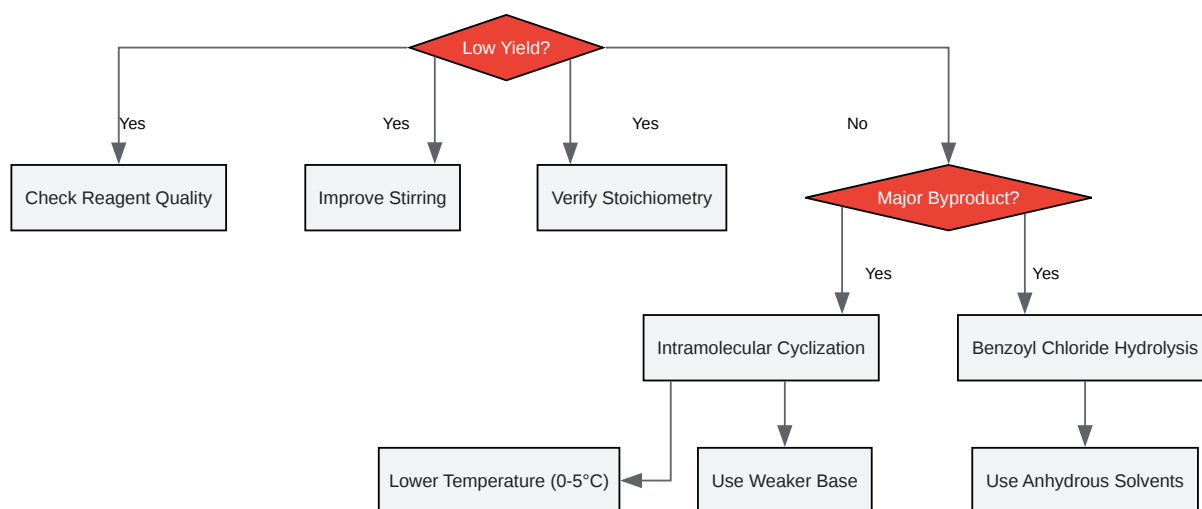 Low Yield?
Yes
Yes
Yes
No
Check Reagent Quality
Improve Stirring
Verify Stoichiometry
Major Byproduct?
Yes
Yes
Intramolecular Cyclization
Benzoyl Chloride Hydrolysis
Lower Temperature (0-5°C)
Use Weaker Base
Use Anhydrous Solvents